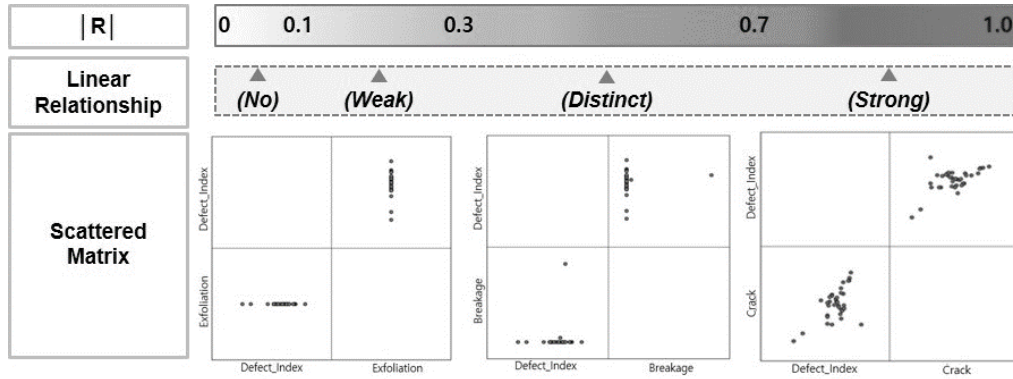 |R|
0 0.1 0.3 0.7 1.0
Linear
Relationship
(No) (Weak) (Distinct) (Strong)
Scattered
Matrix
Defect_Index
Exfoliation
Defect_Index
Exfoliation
Defect_Index
Breakage
Defect_Index
Breakage
Defect_Index
Crack
Defect_Index
Crack